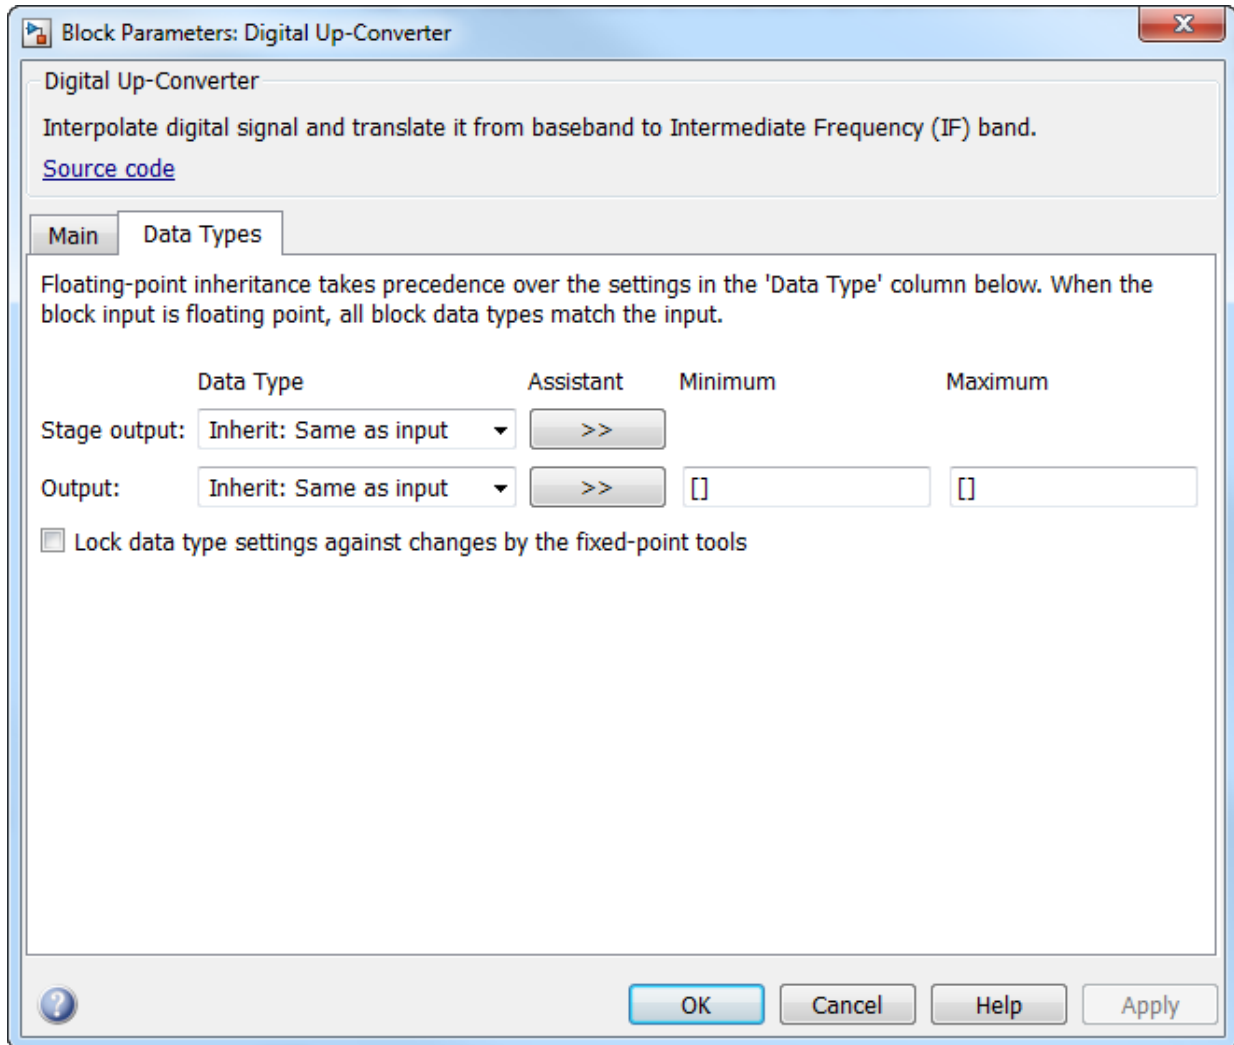 Block Parameters: Digital Up-Converter
x
Digital Up-Converter
Interpolate digital signal and translate it from baseband to Intermediate Frequency (IF) band.
Source code
Main Data Types
Floating-point inheritance takes precedence over the settings in the 'Data Type' column below. When the
block input is floating point, all block data types match the input.
Data Type Assistant Minimum Maximum
Stage output: Inherit: Same as input >>
Output: Inherit: Same as input >> [] []
Lock data type settings against changes by the fixed-point tools
? OK Cancel Help Apply